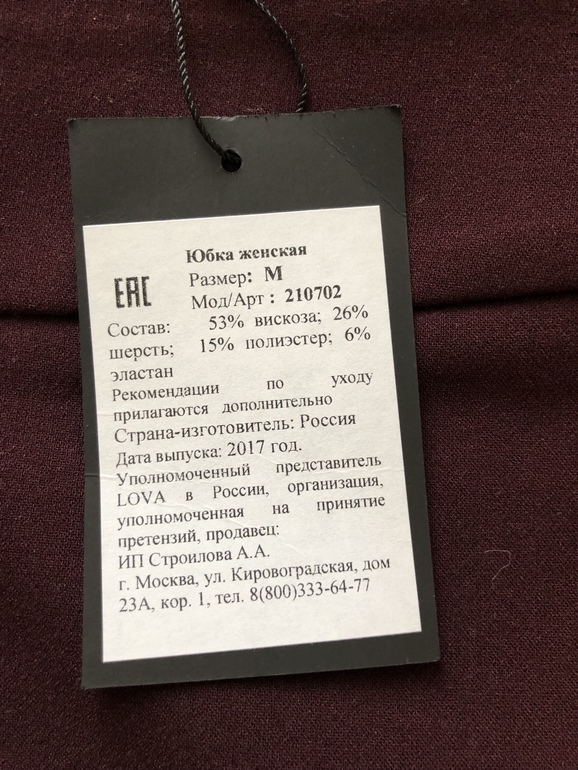 Юбка женская
EAC
Размер: M
Мод/Арт : 210702
Состав: 53% вискоза; 26%
шерсть; 15% полиэстер; 6%
эластан
Рекомендации по уходу
прилагаются дополнительно
Страна-изготовитель: Россия
Дата выпуска: 2017 год.
Уполномоченный представитель
LOVA в России, организация,
уполномоченная на принятие
претензий, продавец:
ИП Строилова А.А.
г. Москва, ул. Кировоградская, дом
23А, кор. 1, тел. 8(800)333-64-77